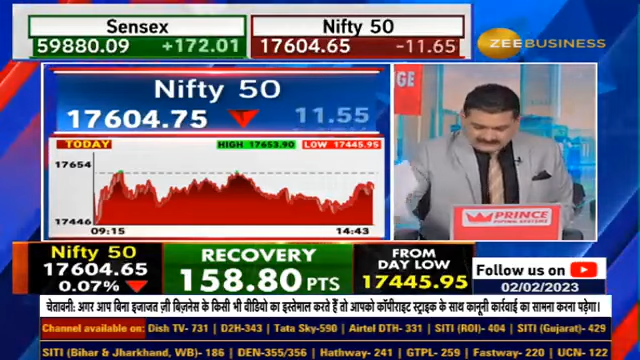 Sensex
59880.09 +172.01
Nifty 50
17604.65 -11.65
ZEE BUSINESS
Nifty 50
17604.75 11.55
TODAY HIGH 17653.90 LOW 17445.95
17654
17446
09:15 14:43
NGE
PRINCE
PIPING SYSTEMS
Nifty 50
17604.65
0.07%
RECOVERY
158.80 PTS
FROM
DAY LOW
17445.95
Follow us on
02/02/2023
चेतावनी: अगर आप बिना इजाजत ज़ी बिज़नेस के किसी भी वीडियो का इस्तेमाल करते हैं तो आपको कॉपीराइट स्ट्राइक के साथ कानूनी कार्रवाई का सामना करना पड़ेगा।
Channel available on: Dish TV- 731 | D2H-343 | Tata Sky-590 | Airtel DTH- 331 | SITI (ROI) - 404 | SITI (Gujarat) - 429
SITI (Bihar & Jharkhand, WB)- 186 | DEN-355/356 | Hathway- 241 | GTPL- 259 | Fastway- 220 | UCN- 122